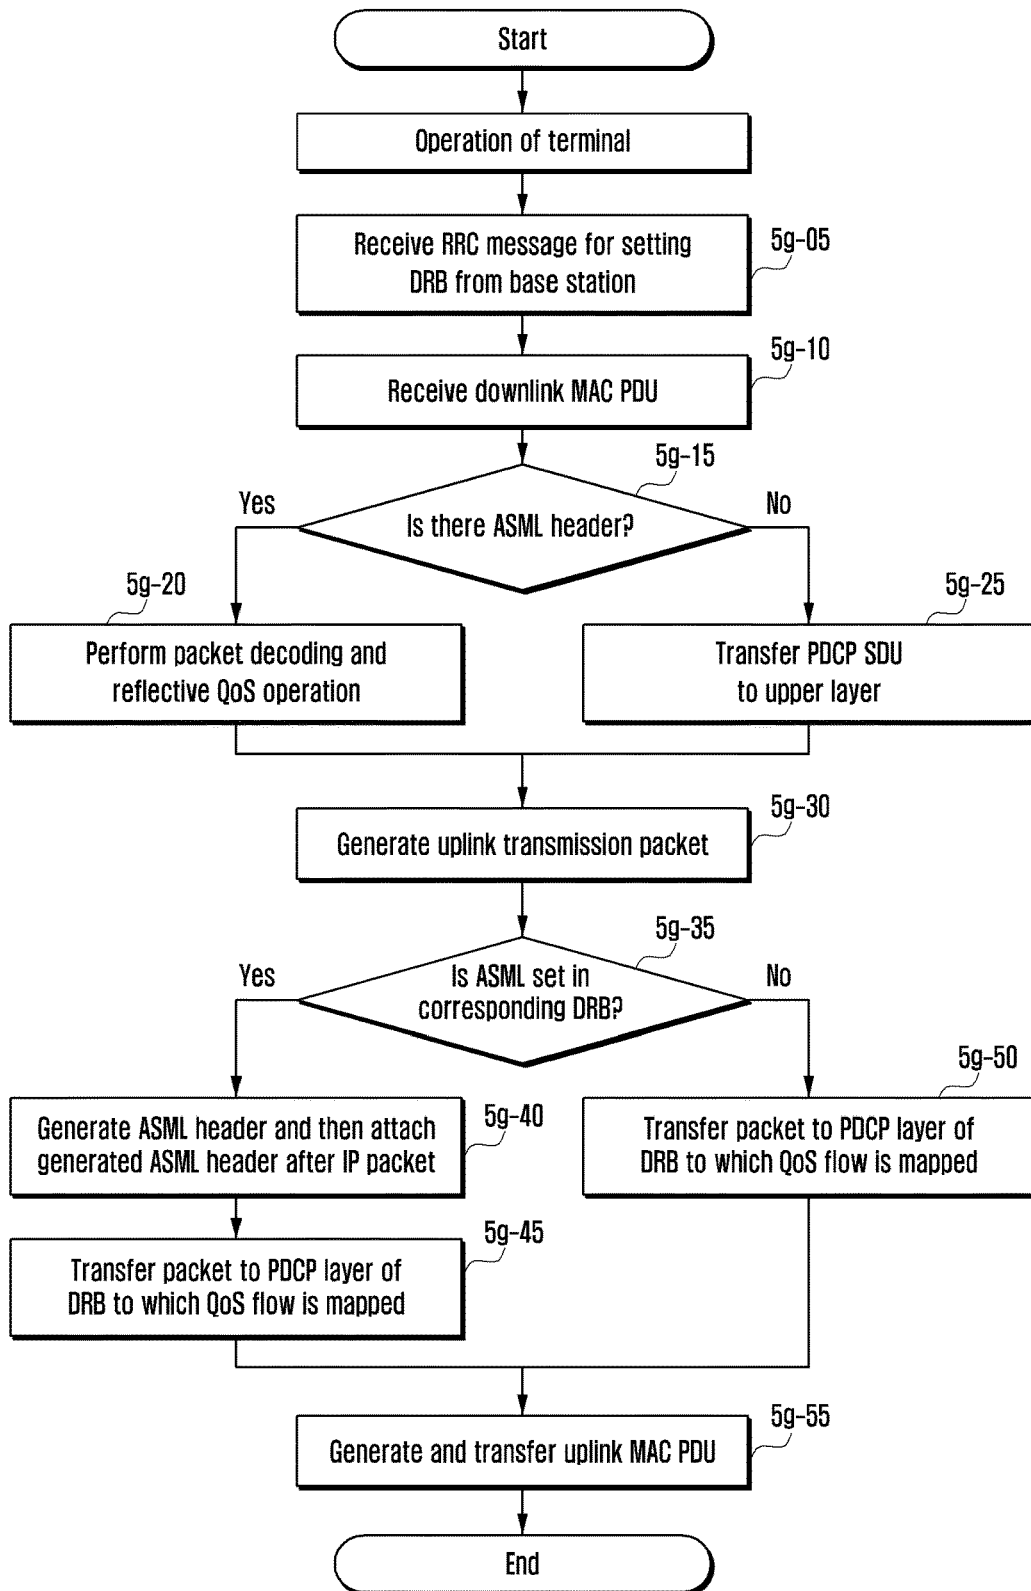 Start
Operation of terminal
Receive RRC message for setting
DRB from base station
5g-05
5g-10
Receive downlink MAC PDU
5g-15
Yes
Is there ASML header?
No
5g-20
5g-25
Perform packet decoding and
reflective QoS operation
Transfer PDCP SDU
to upper layer
5g-30
Generate uplink transmission packet
5g-35
Yes
Is ASML set in
corresponding DRB?
No
5g-50
Generate ASML header and then attach
generated ASML header after IP packet
5g-40
Transfer packet to PDCP layer of
DRB to which QoS flow is mapped
5g-45
Transfer packet to PDCP layer of
DRB to which QoS flow is mapped
5g-55
Generate and transfer uplink MAC PDU
End